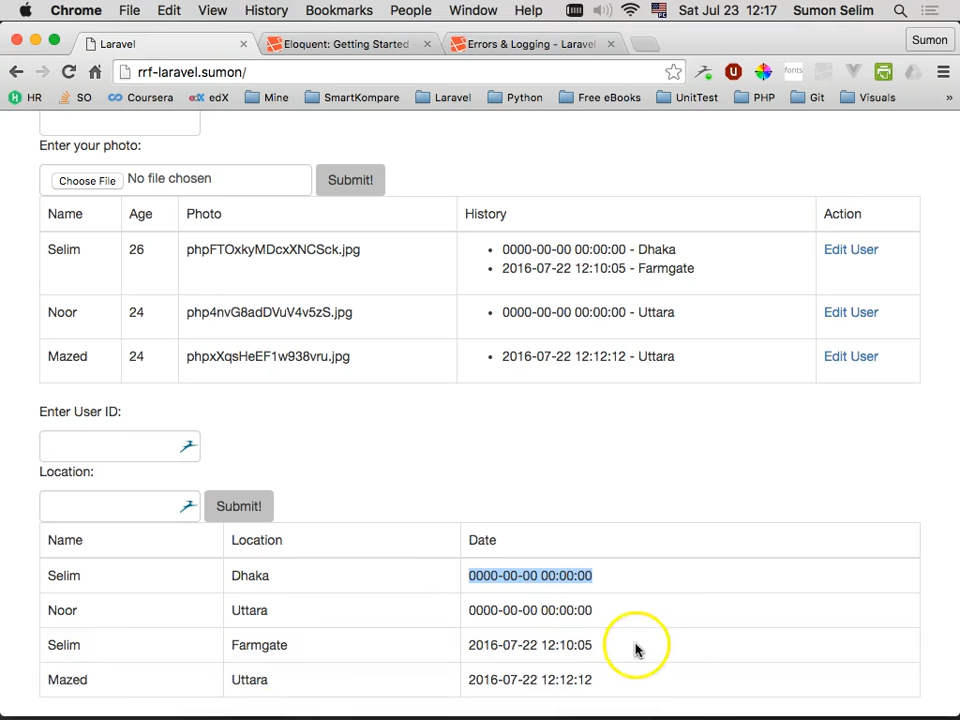 Chrome File Edit View History Bookmarks People Window Help Sat Jul 23 12:17 Sumon Selim
Laravel Eloquent: Getting Started Errors & Logging - Laravel Sumon
rrf-laravel.sumon/
HR SO Coursera edX Mine SmartKompare Laravel Python Free eBooks UnitTest PHP Git Visuals »
Enter your photo:
Choose File No file chosen Submit!
Name Age Photo History Action
Selim 26 phpFTOxkyMDcxXNCSck.jpg • 0000-00-00 00:00:00 - Dhaka Edit User
• 2016-07-22 12:10:05 - Farmgate
Noor 24 php4nvG8adDVuV4v5zS.jpg • 0000-00-00 00:00:00 - Uttara Edit User
Mazed 24 phpxXqsHeEF1w938vru.jpg • 2016-07-22 12:12:12 - Uttara Edit User
Enter User ID:
Location:
Submit!
Name Location Date
Selim Dhaka 0000-00-00 00:00:00
Noor Uttara 0000-00-00 00:00:00
Selim Farmgate 2016-07-22 12:10:05
Mazed Uttara 2016-07-22 12:12:12